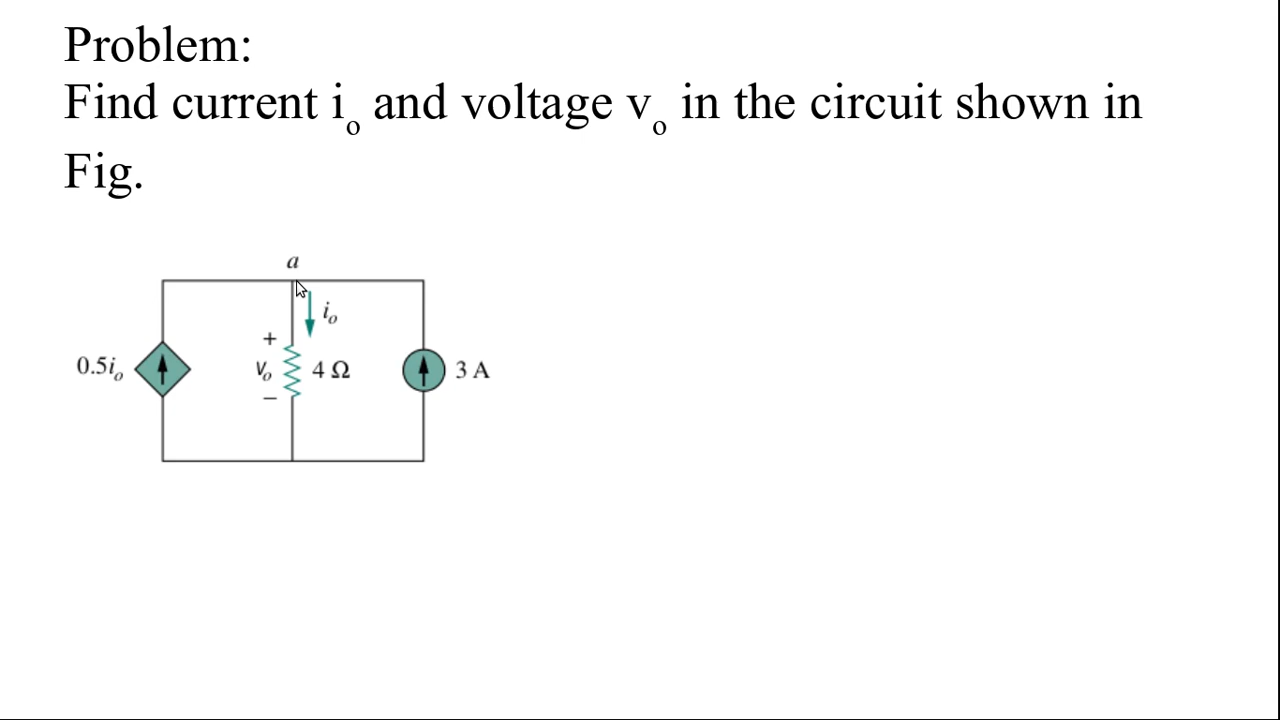 Problem:
Find current iₒ and voltage vₒ in the circuit shown in
Fig.
a
iₒ
+
0.5iₒ
vₒ
4 Ω
3 A
−